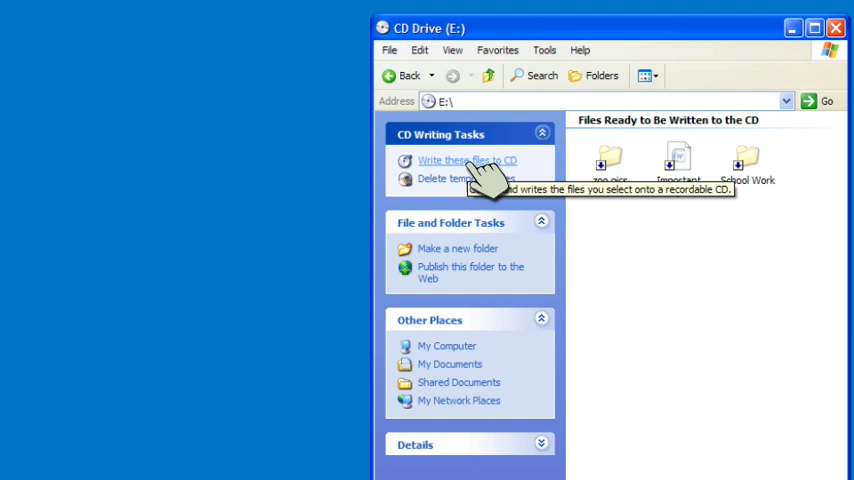 CD Drive (E:)
File Edit View Favorites Tools Help
Back Search Folders
Address E:\ Go
CD Writing Tasks
Write these files to CD
Delete
File and Folder Tasks
Make a new folder
Publish this folder to the
Web
Other Places
My Computer
My Documents
Shared Documents
My Network Places
Details
Files Ready to Be Written to the CD
Important School Work
and writes the files you select onto a recordable CD.